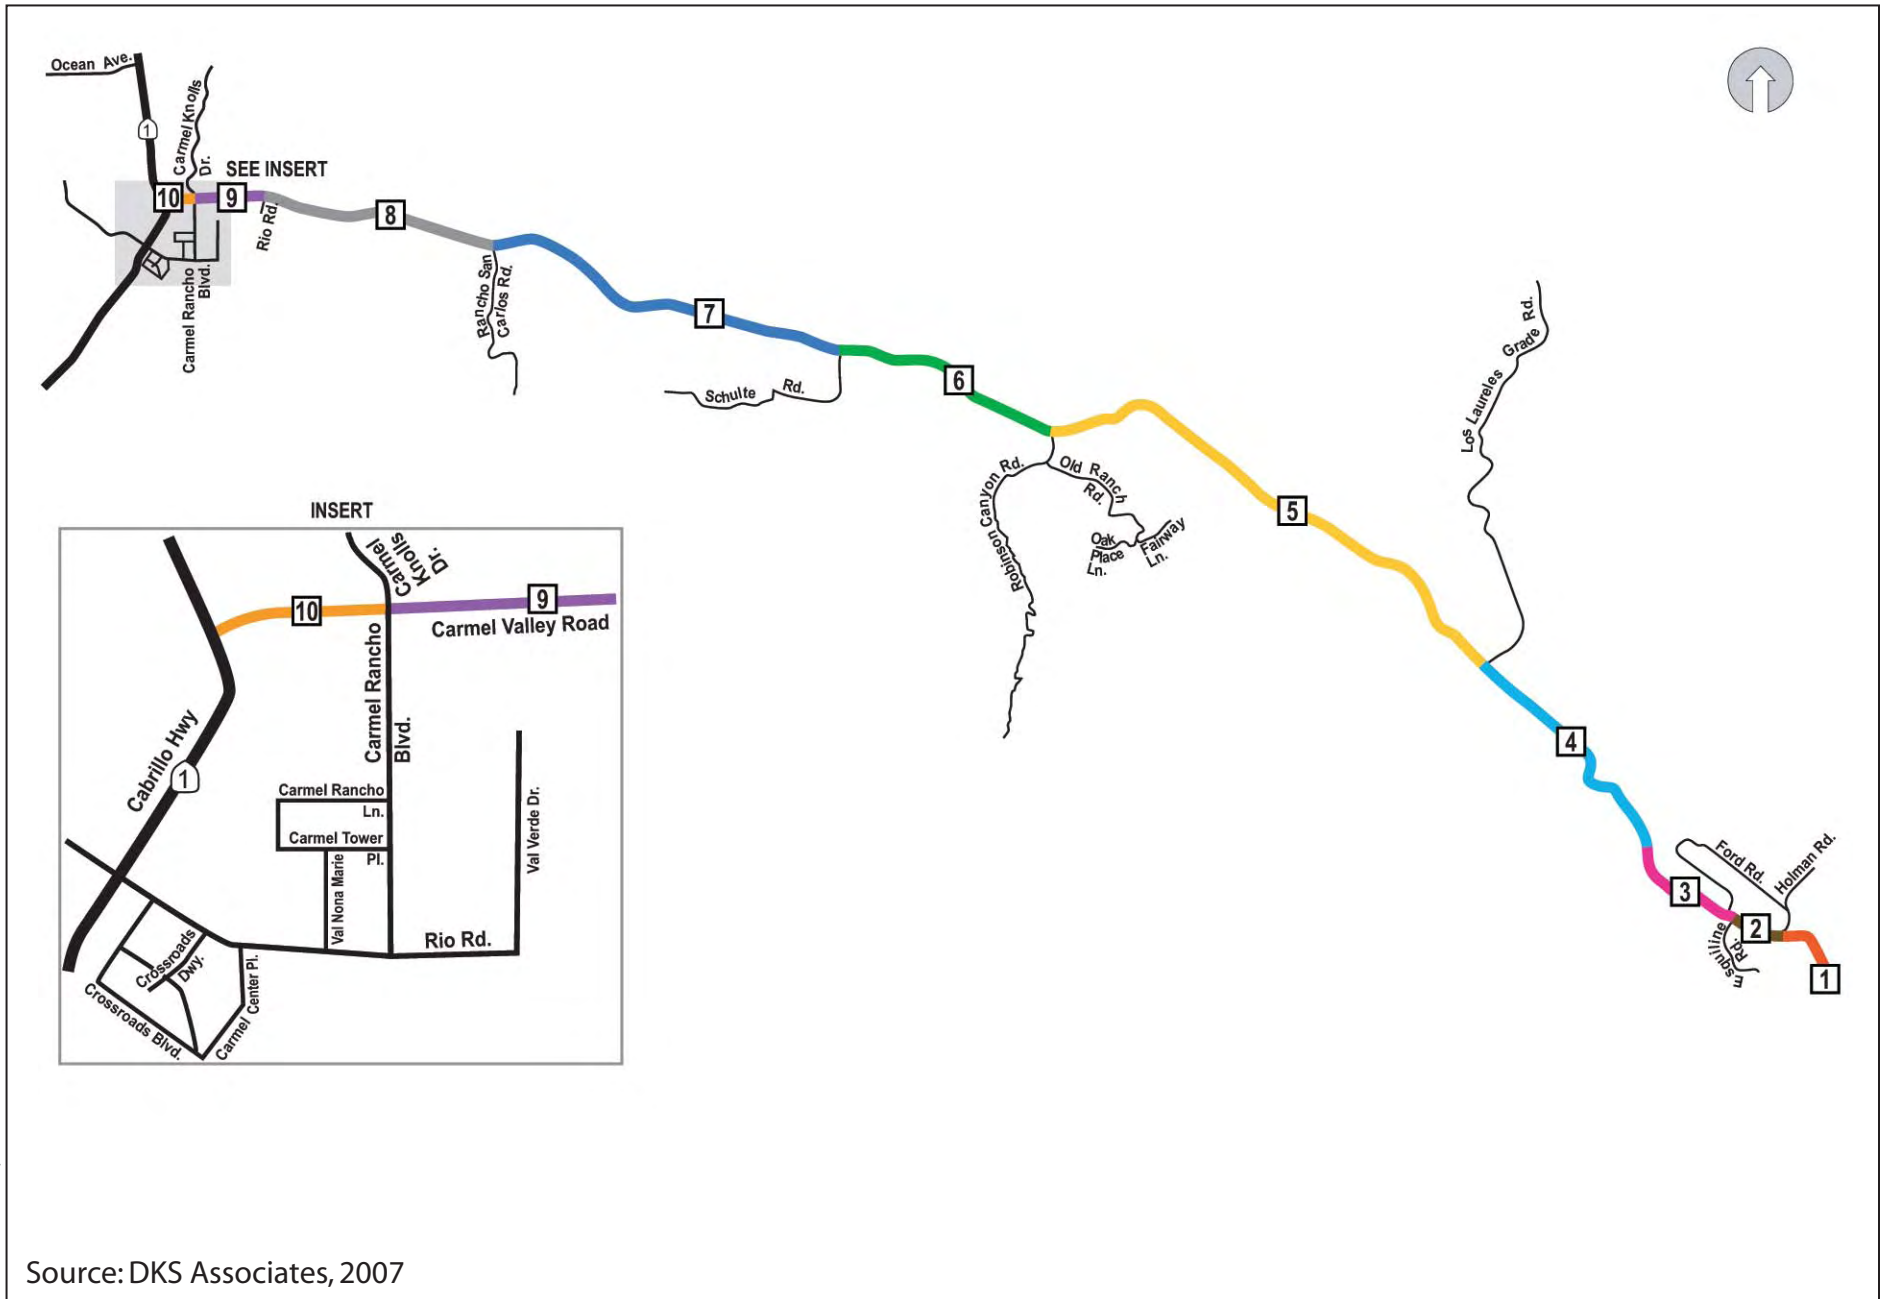 Ocean Ave.
1
Carmel Knolls
Dr.
SEE INSERT
10
9
Rio Rd.
8
Carmel Rancho
Blvd.
Rancho San
Carlos Rd.
7
Schulte Rd.
6
Robinson Canyon Rd.
Old Ranch
Rd.
Oak
Place
Ln.
Fairway
Ln.
5
Los Laureles Grade Rd.
4
3
Ford Rd.
Holman Rd.
2
Esquiline
Rd.
1
INSERT
Carmel
Knolls
Dr.
10
9
Carmel Valley Road
Carmel Rancho
Blvd.
Cabrillo Hwy
1
Carmel Rancho
Ln.
Carmel Tower
Pl.
Val Nona Marie
Val Verde Dr.
Rio Rd.
Crossroads
Dwy.
Crossroads Blvd.
Carmel Center Pl.
Source: DKS Associates, 2007